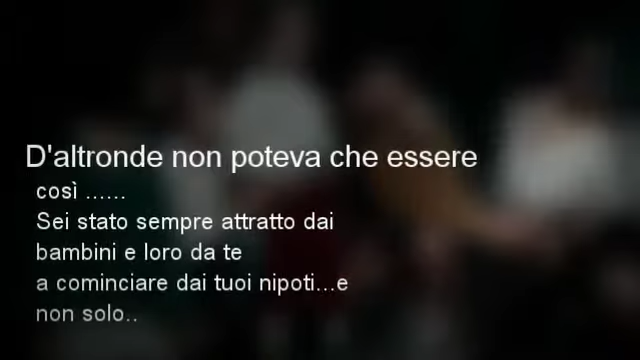 D'altronde non poteva che essere
così ......
Sei stato sempre attratto dai
bambini e loro da te
a cominciare dai tuoi nipoti...e
non solo..